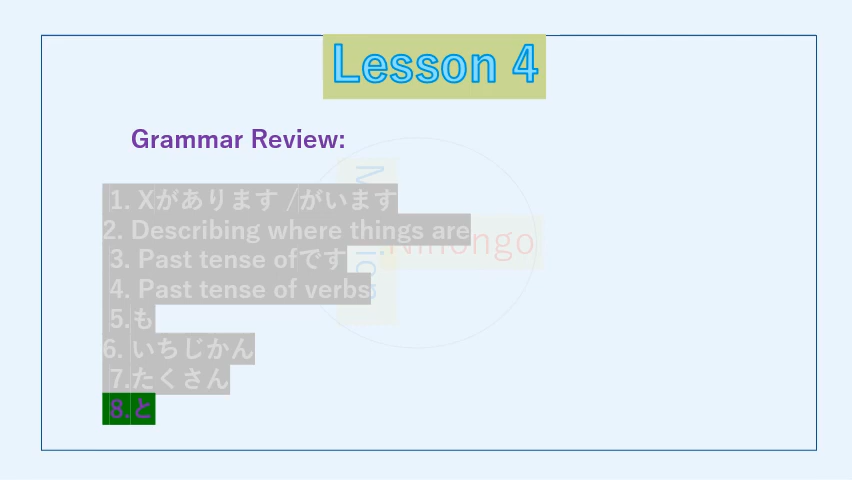 Lesson 4
Grammar Review:
1. Xがあります /がいます
2. Describing where things are
3. Past tense ofです
4. Past tense of verbs
5.も
6. いちじかん
7.たくさん
8.と
Nihongo